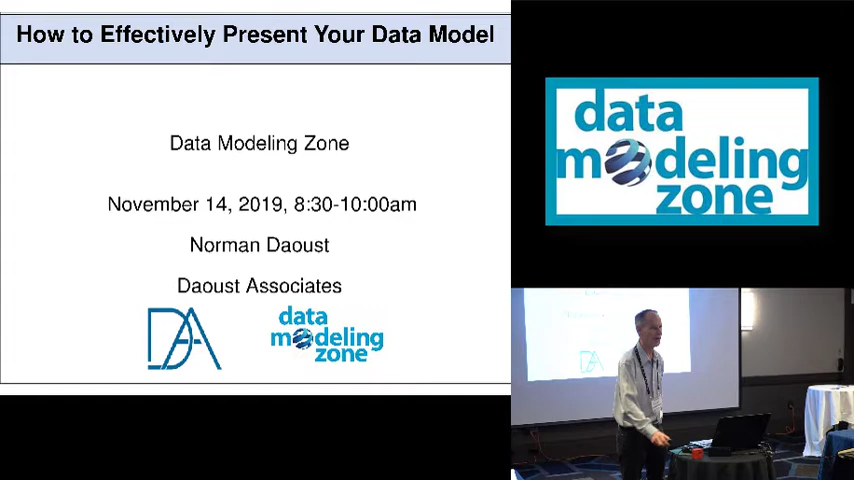 How to Effectively Present Your Data Model
Data Modeling Zone
November 14, 2019, 8:30-10:00am
Norman Daoust
Daoust Associates
DA
data
modeling
zone
data
modeling
zone
DA